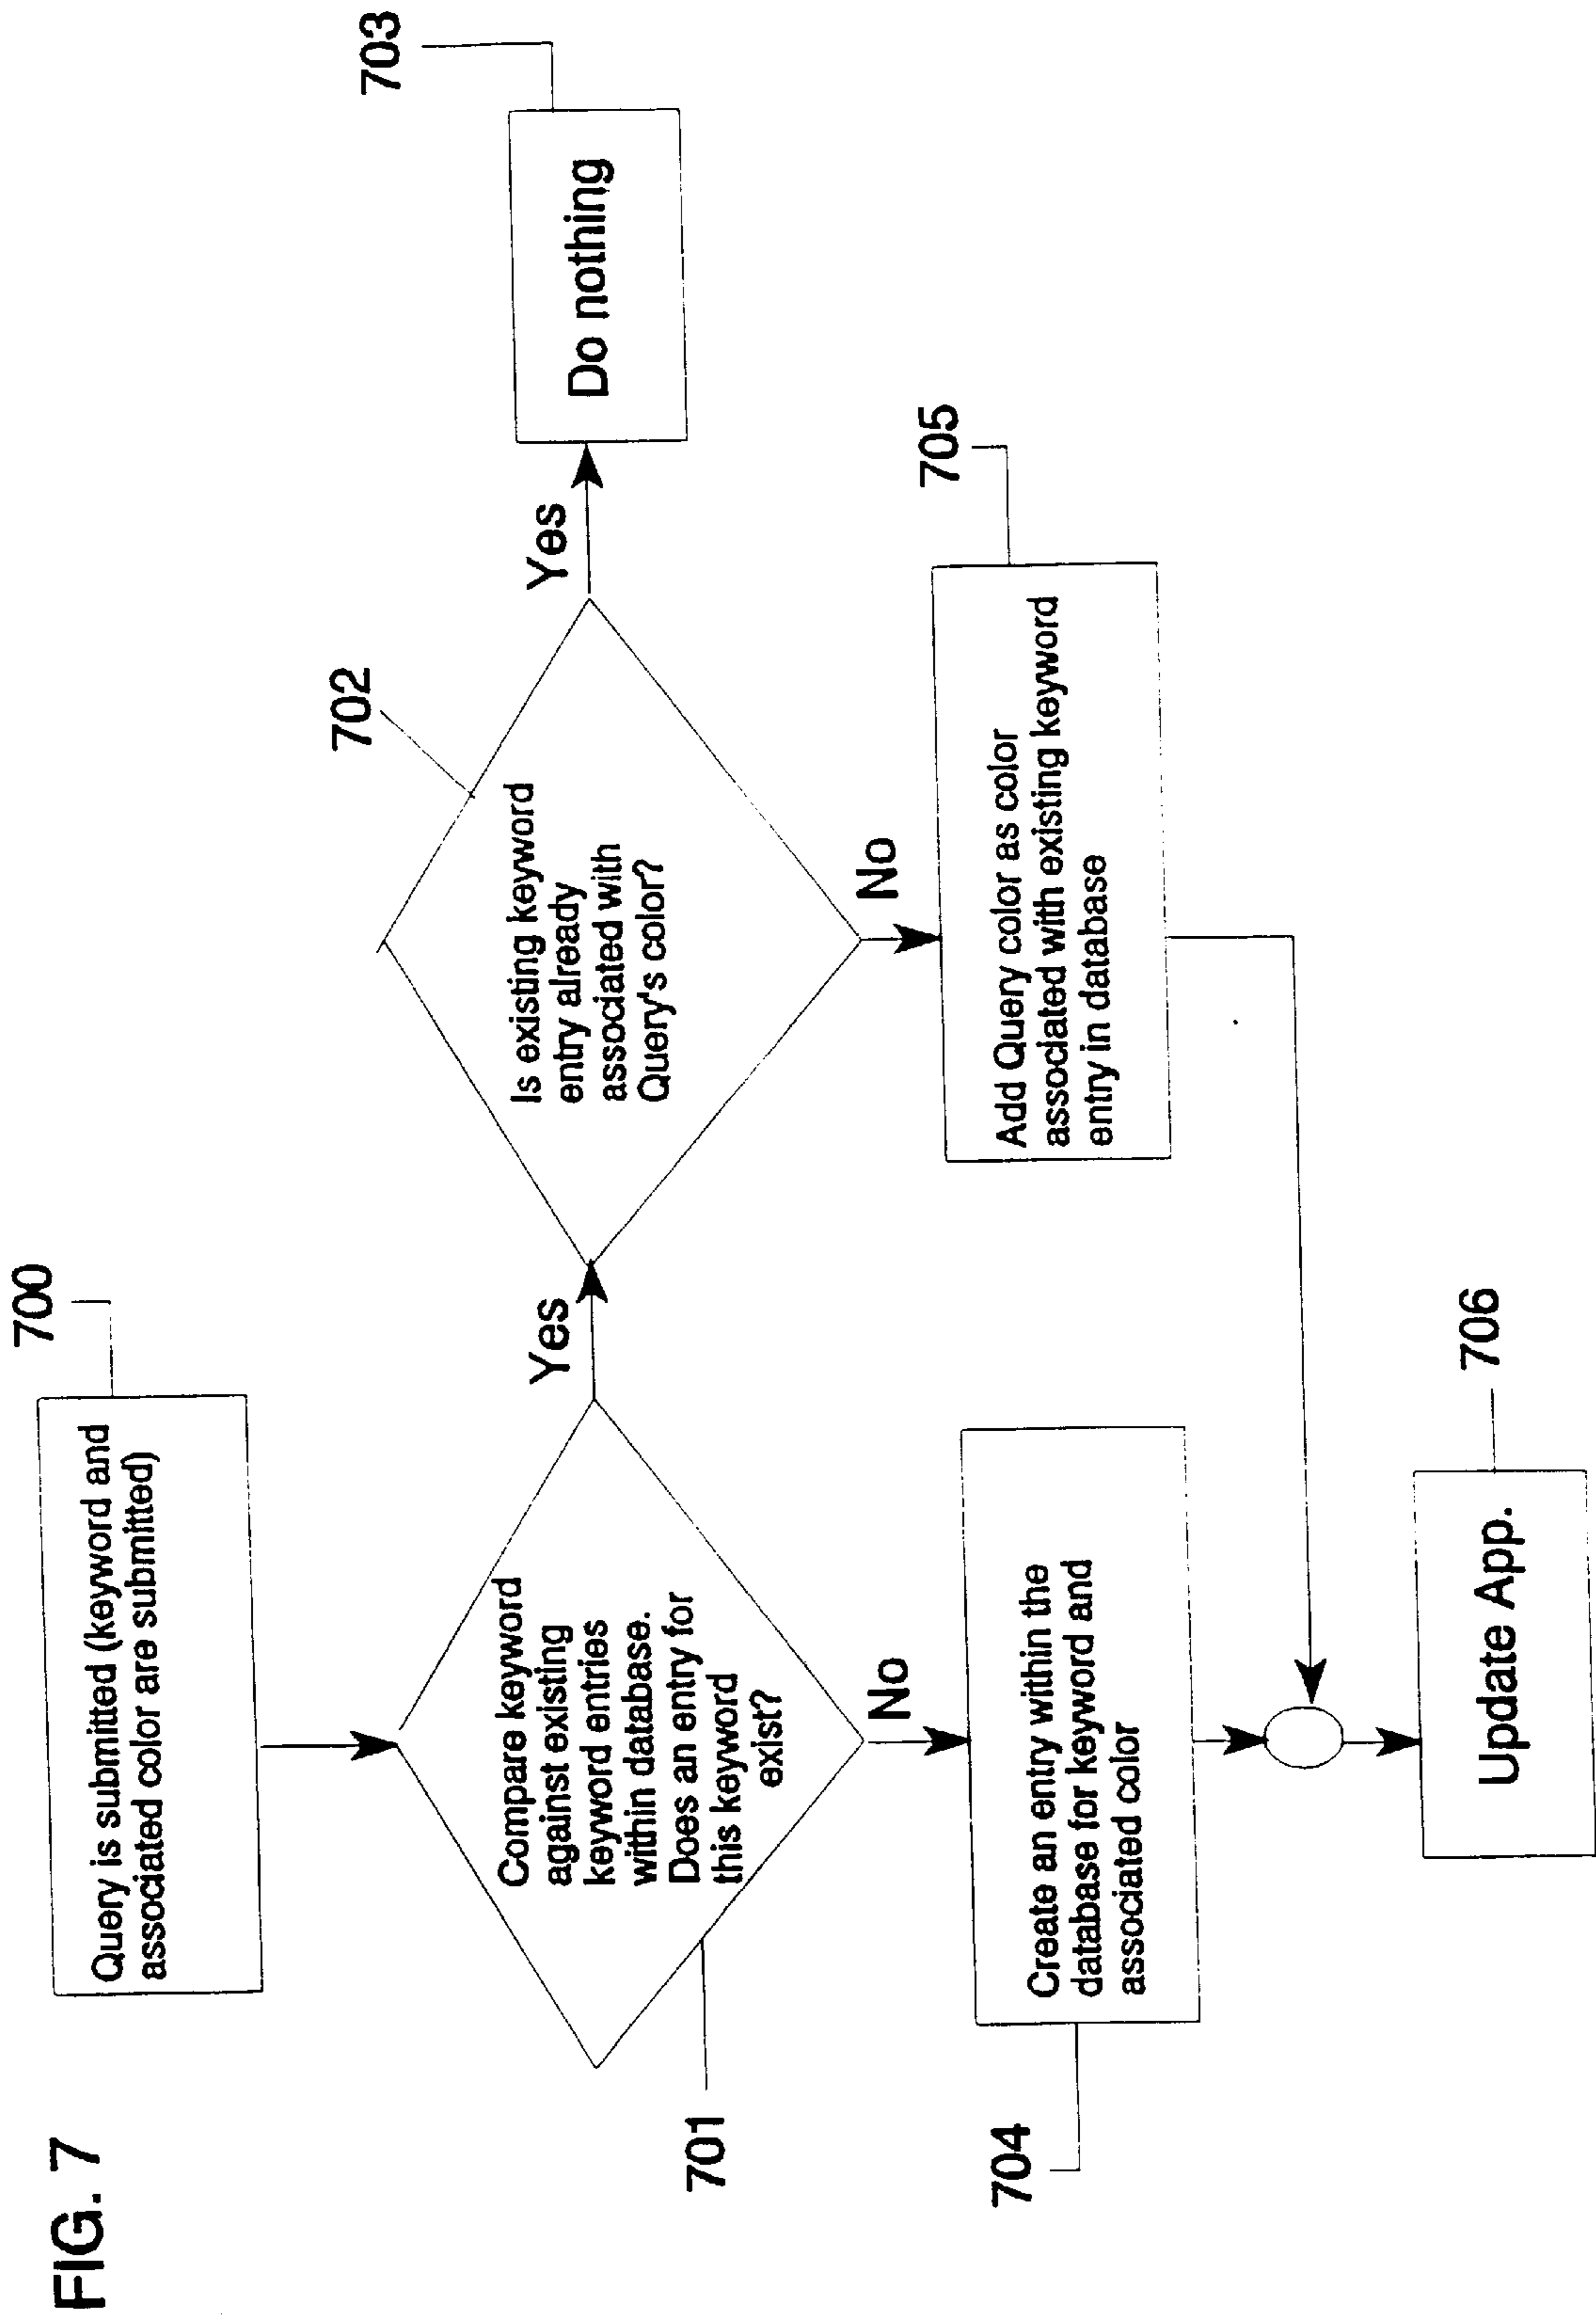 FIG. 7
700
Query is submitted (keyword and
associated color are submitted)
701
Compare keyword
against existing
keyword entries
within database.
Does an entry for
this keyword
exist?
Yes
702
Is existing keyword
entry already
associated with
Query's color?
Yes
703
Do nothing
No
704
Create an entry within the
database for keyword and
associated color
No
705
Add Query color as color
associated with existing keyword
entry in database
706
Update App.